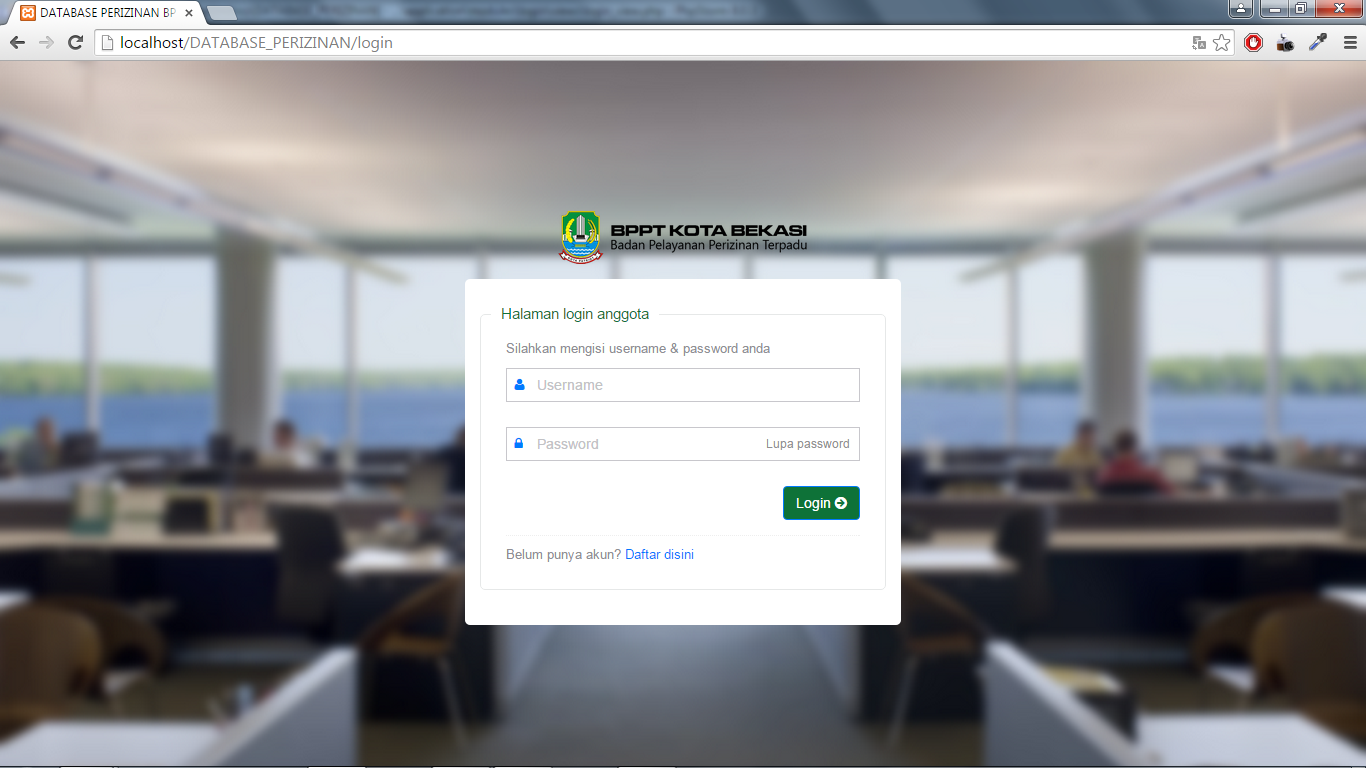 DATABASE PERIZINAN BP
localhost/DATABASE_PERIZINAN/login
BPPT KOTA BEKASI
Badan Pelayanan Perizinan Terpadu
Halaman login anggota
Silahkan mengisi username & password anda
Username
Password
Lupa password
Login
Belum punya akun? Daftar disini